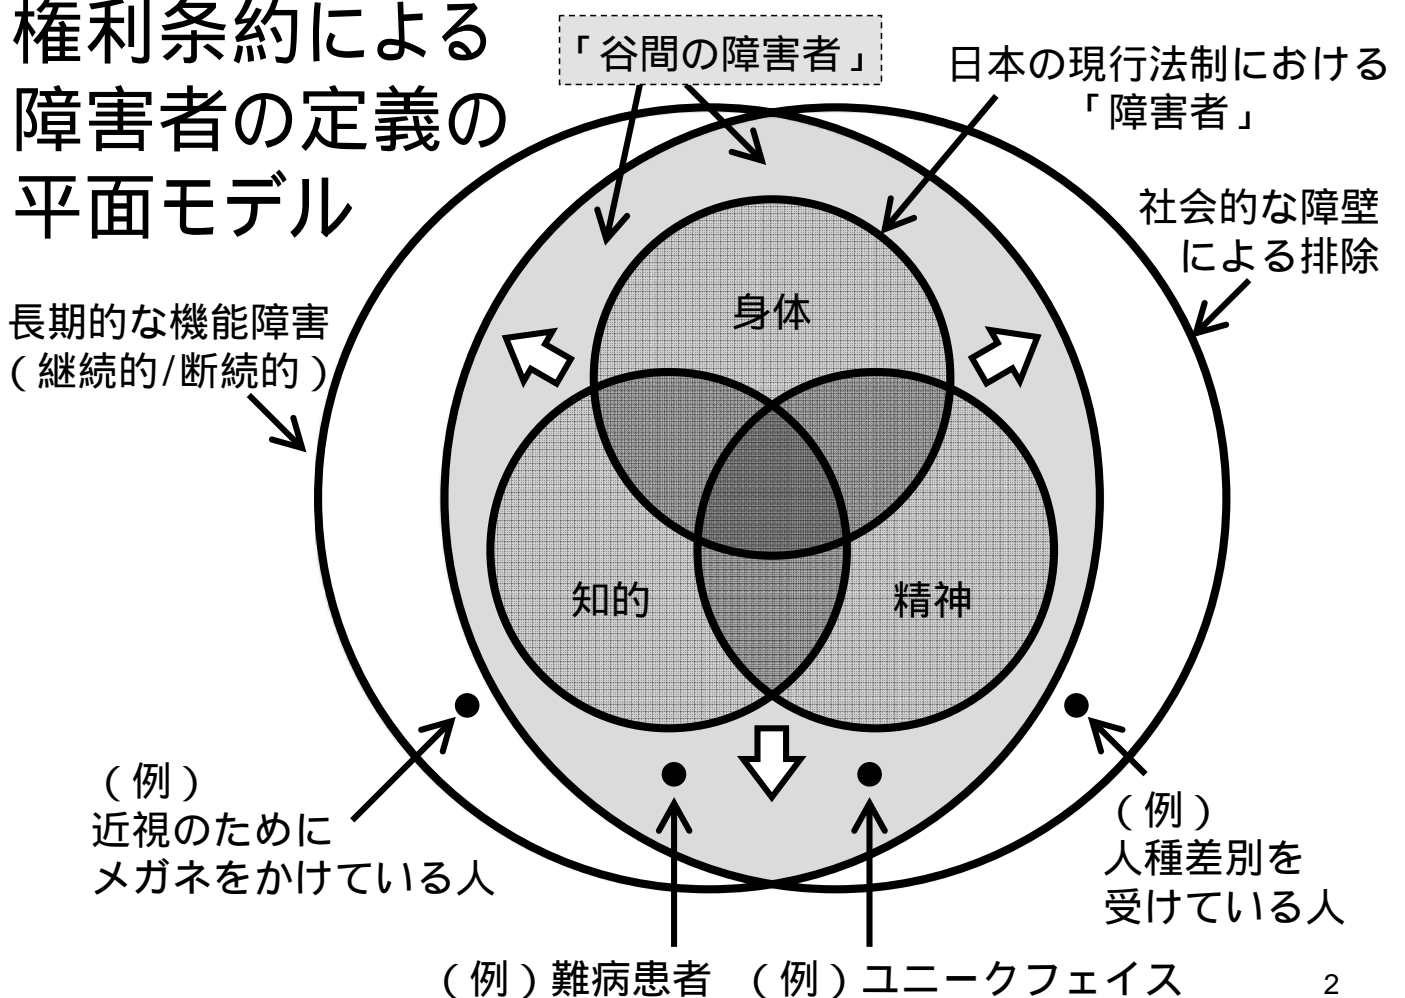 権利条約による
障害者の定義の
平面モデル
「谷間の障害者」
日本の現行法制における
「障害者」
社会的な障壁
による排除
長期的な機能障害
（継続的/断続的）
身体
知的
精神
（例）
近視のために
メガネをかけている人
（例）
人種差別を
受けている人
（例）難病患者
（例）ユニークフェイス
2